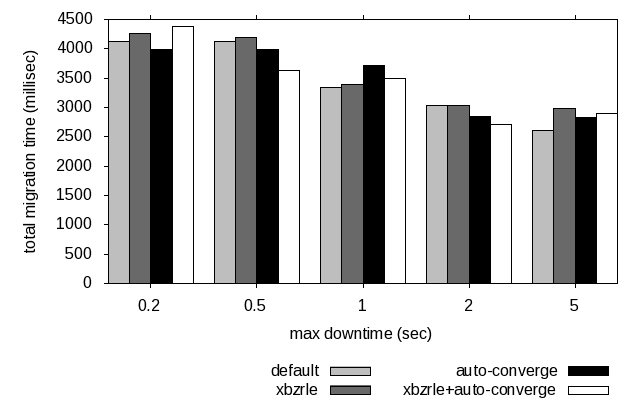 4500
4000
3500
3000
2500
2000
1500
1000
500
0
total migration time (millisec)
0.2 0.5 1 2 5
max downtime (sec)
default auto-converge
xbzrle xbzrle+auto-converge